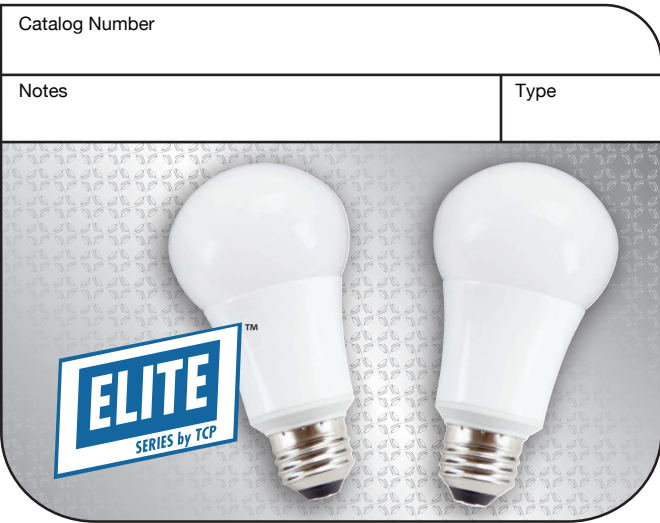 Catalog Number
Notes
Type
™
ELITE
SERIES by TCP